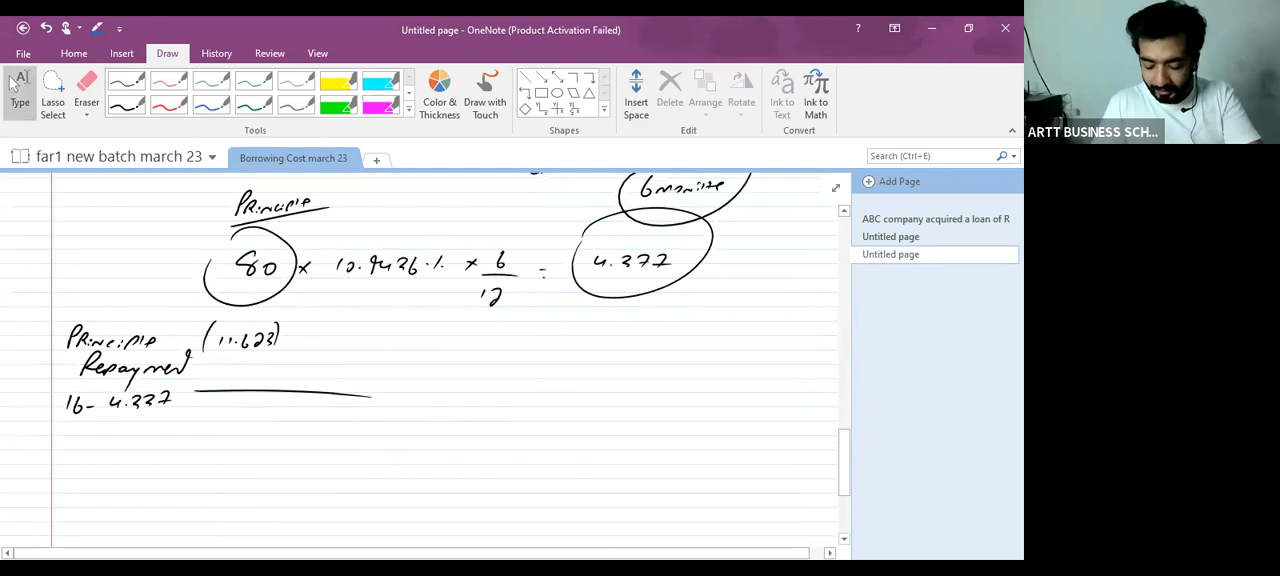 Untitled page - OneNote (Product Activation Failed)
File Home Insert Draw History Review View
Type
Lasso Select
Eraser
Color & Thickness
Draw with Touch
Insert Space
Delete
Arrange
Rotate
Ink to Text
Ink to Math
Tools
Shapes
Edit
Convert
ARTT BUSINESS SCH...
far1 new batch march 23
Borrowing Cost march 23
Search (Ctrl+E)
Add Page
ABC company acquired a loan of R
Untitled page
Untitled page
6 months
Principle
80 × 10.9426 % × 6/12 = 4.377
Principle (11.623)
Repayment
16 - 4.377